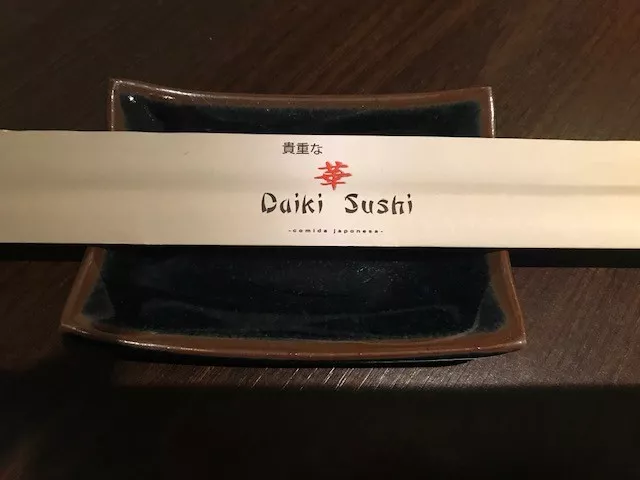 貴重な
華
Daiki Sushi
-comida japonesa-